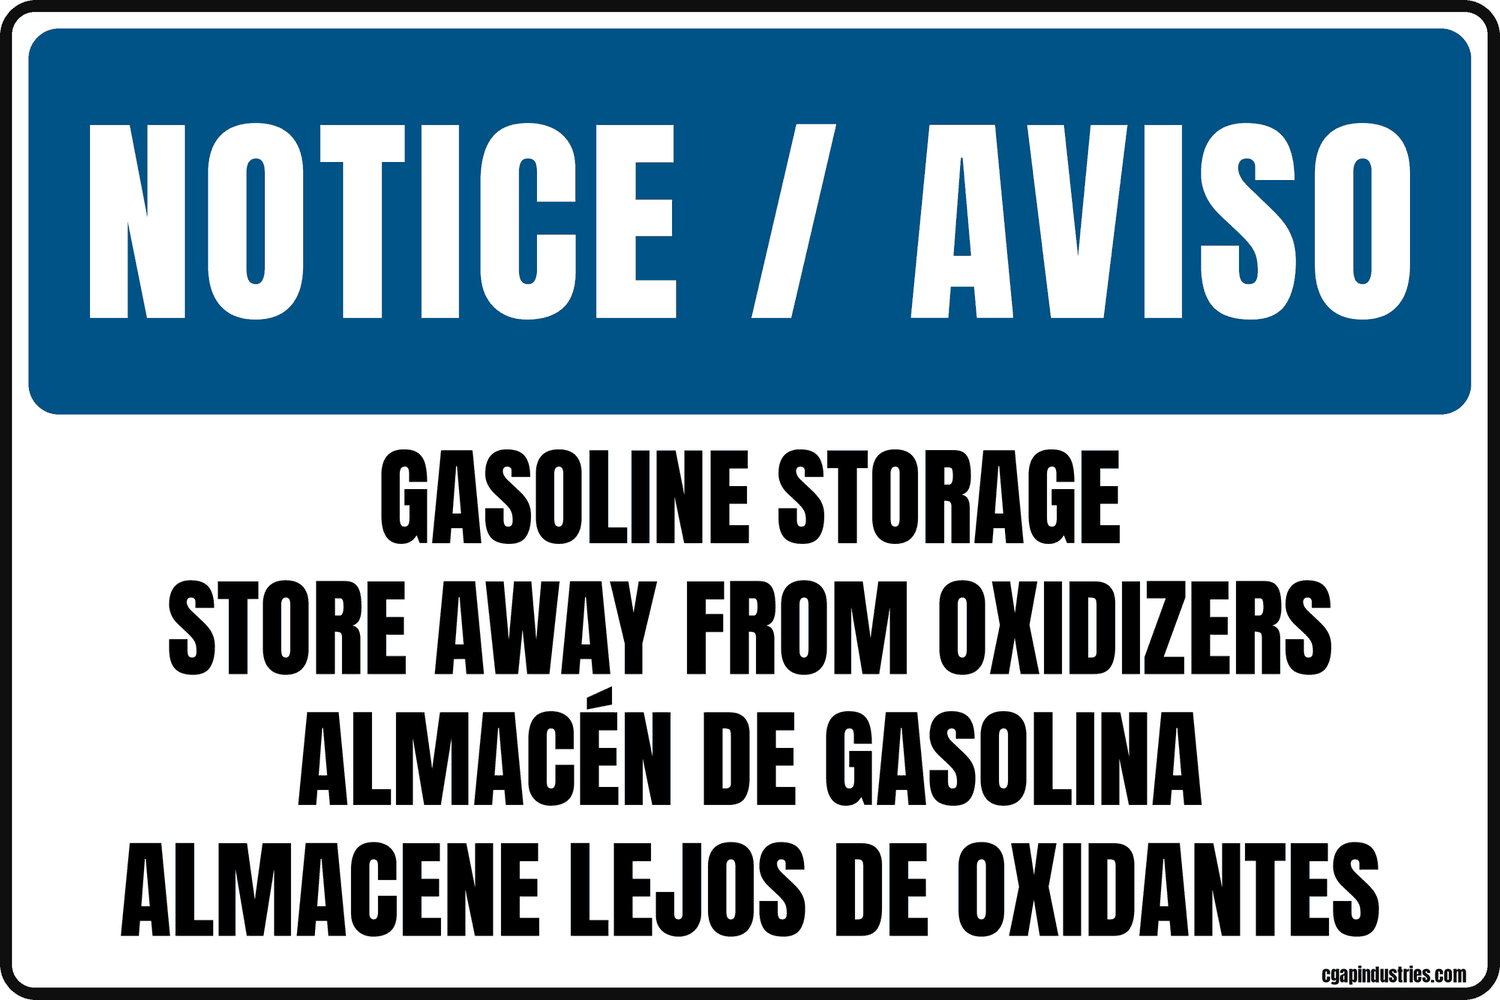 NOTICE / AVISO
GASOLINE STORAGE
STORE AWAY FROM OXIDIZERS
ALMACÉN DE GASOLINA
ALMACENE LEJOS DE OXIDANTES
cgapindustries.com